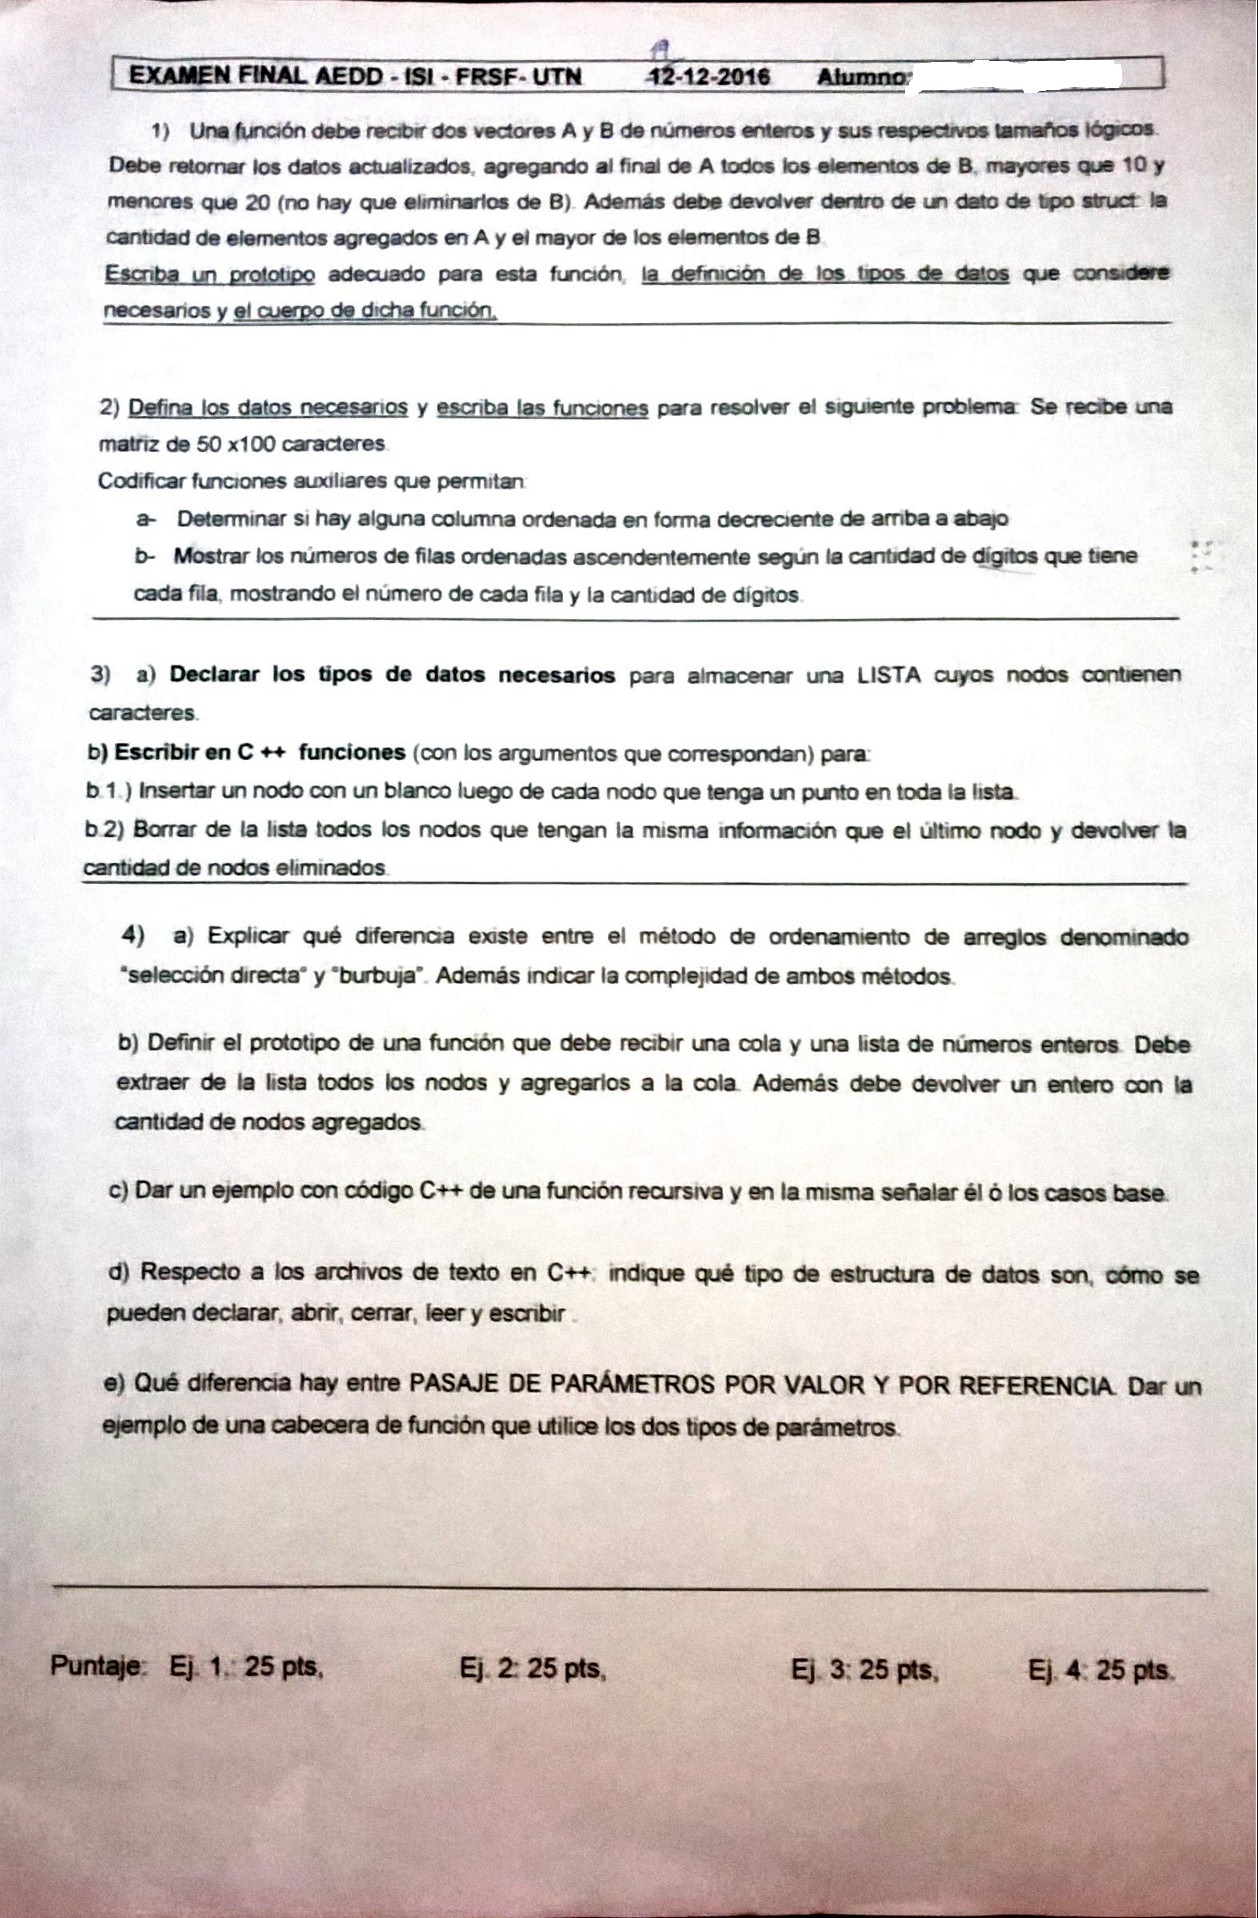 19
EXAMEN FINAL AEDD - ISI - FRSF- UTN 12-12-2016 Alumno:
1) Una función debe recibir dos vectores A y B de números enteros y sus respectivos tamaños lógicos.
Debe retornar los datos actualizados, agregando al final de A todos los elementos de B, mayores que 10 y
menores que 20 (no hay que eliminarlos de B). Además debe devolver dentro de un dato de tipo struct: la
cantidad de elementos agregados en A y el mayor de los elementos de B.
Escriba un prototipo adecuado para esta función, la definición de los tipos de datos que considere
necesarios y el cuerpo de dicha función.
2) Defina los datos necesarios y escriba las funciones para resolver el siguiente problema: Se recibe una
matriz de 50 x100 caracteres.
Codificar funciones auxiliares que permitan:
a- Determinar si hay alguna columna ordenada en forma decreciente de arriba a abajo
b- Mostrar los números de filas ordenadas ascendentemente según la cantidad de dígitos que tiene
cada fila, mostrando el número de cada fila y la cantidad de dígitos.
3) a) Declarar los tipos de datos necesarios para almacenar una LISTA cuyos nodos contienen
caracteres.
b) Escribir en C ++ funciones (con los argumentos que correspondan) para:
b.1.) Insertar un nodo con un blanco luego de cada nodo que tenga un punto en toda la lista.
b.2) Borrar de la lista todos los nodos que tengan la misma información que el último nodo y devolver la
cantidad de nodos eliminados.
4) a) Explicar qué diferencia existe entre el método de ordenamiento de arreglos denominado
"selección directa" y "burbuja". Además indicar la complejidad de ambos métodos.
b) Definir el prototipo de una función que debe recibir una cola y una lista de números enteros. Debe
extraer de la lista todos los nodos y agregarlos a la cola. Además debe devolver un entero con la
cantidad de nodos agregados.
c) Dar un ejemplo con código C++ de una función recursiva y en la misma señalar él ó los casos base.
d) Respecto a los archivos de texto en C++: indique qué tipo de estructura de datos son, cómo se
pueden declarar, abrir, cerrar, leer y escribir .
e) Qué diferencia hay entre PASAJE DE PARÁMETROS POR VALOR Y POR REFERENCIA. Dar un
ejemplo de una cabecera de función que utilice los dos tipos de parámetros.
Puntaje: Ej. 1.: 25 pts, Ej. 2: 25 pts, Ej. 3: 25 pts, Ej. 4: 25 pts.